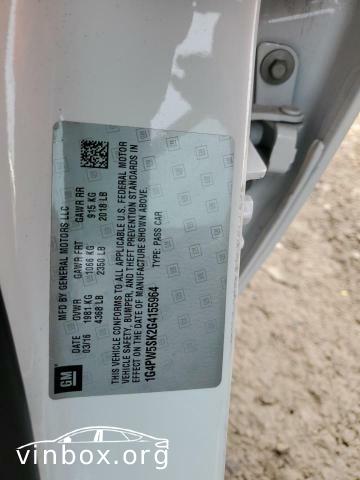 GM
MFD BY GENERAL MOTORS LLC
DATE GVWR GAWR FRT GAWR RR
03/16 1981 KG 1066 KG 915 KG
4368 LB 2350 LB 2018 LB
THIS VEHICLE CONFORMS TO ALL APPLICABLE U.S. FEDERAL MOTOR
VEHICLE SAFETY, BUMPER, AND THEFT PREVENTION STANDARDS IN
EFFECT ON THE DATE OF MANUFACTURE SHOWN ABOVE.
1G4PW5SK2G4155964 TYPE: PASS CAR
vinbox.org